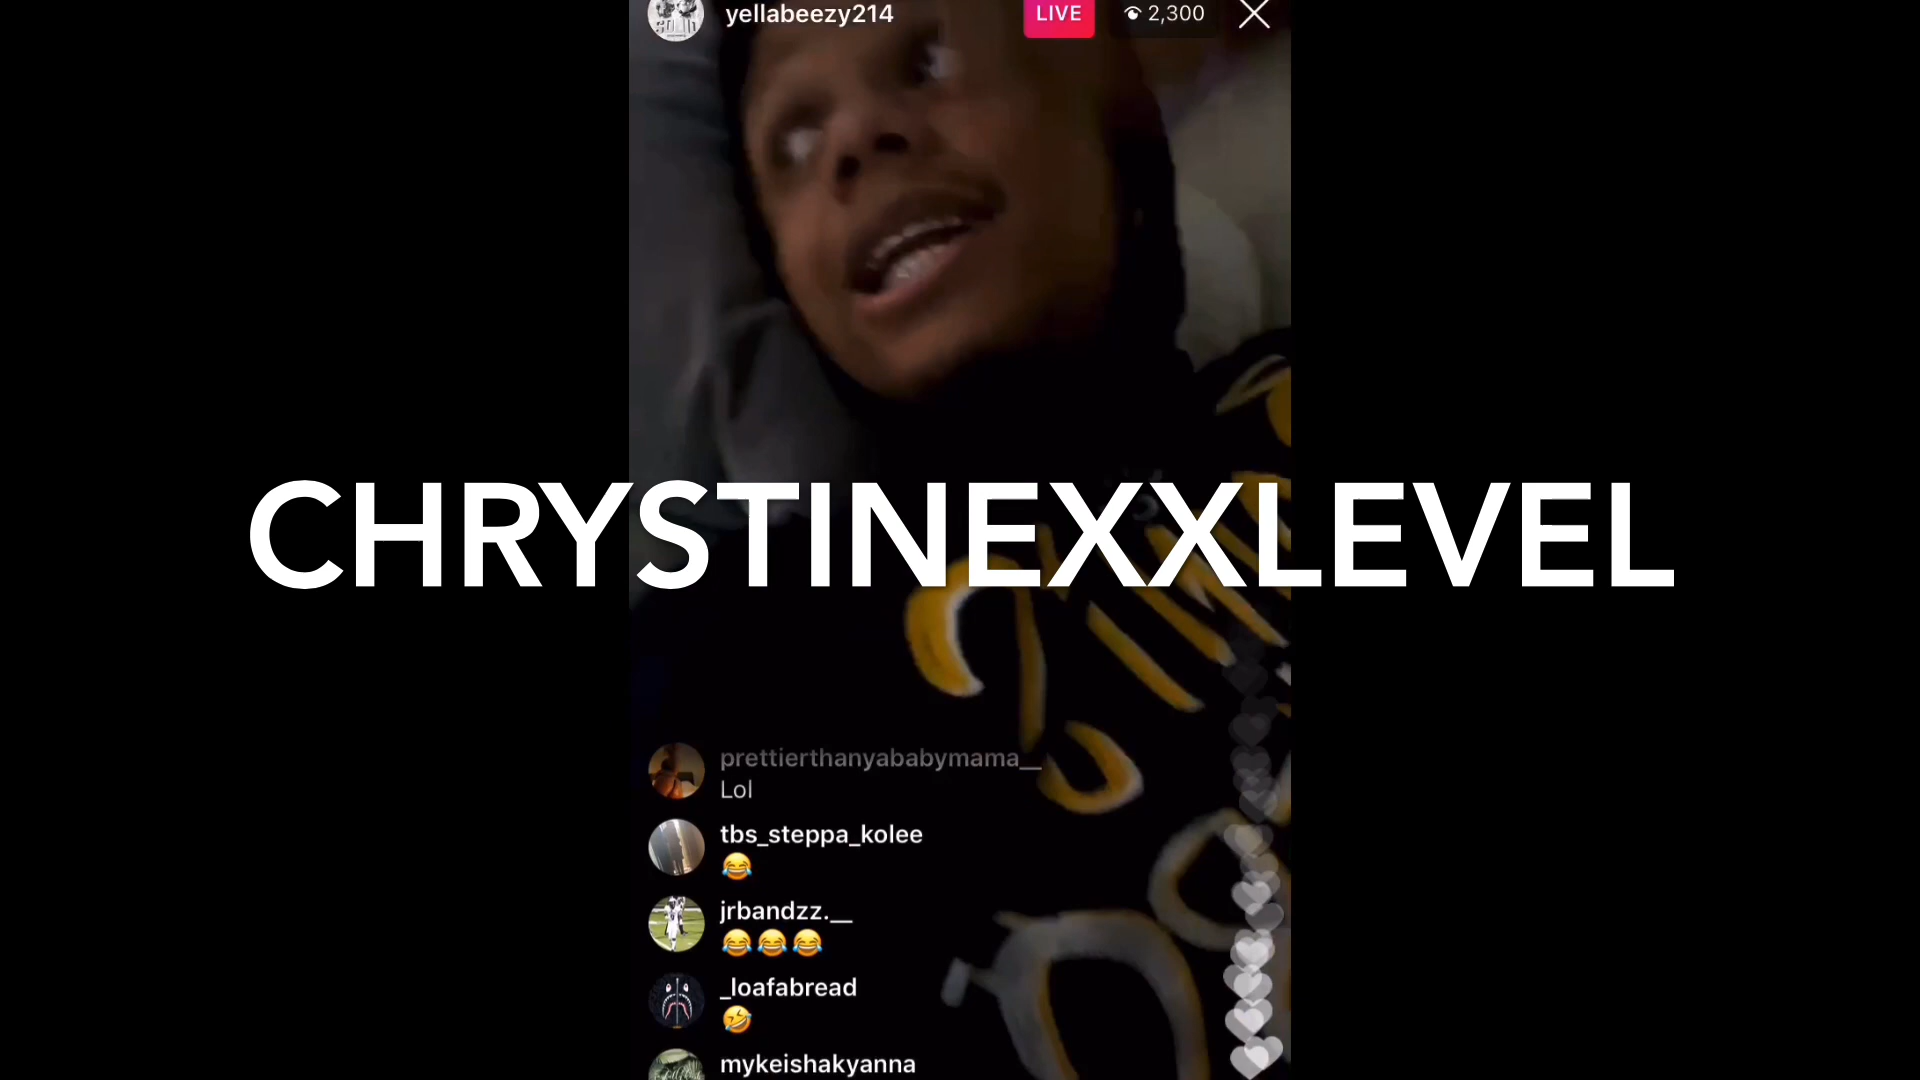 yellabeezy214
LIVE
2,300
CHRYSTINEXXLEVEL
prettierthanyababymama__
Lol
tbs_steppa_kolee
😂
jrbandzz.__
😂😂😂
_loafabread
🤣
mykeishakyanna